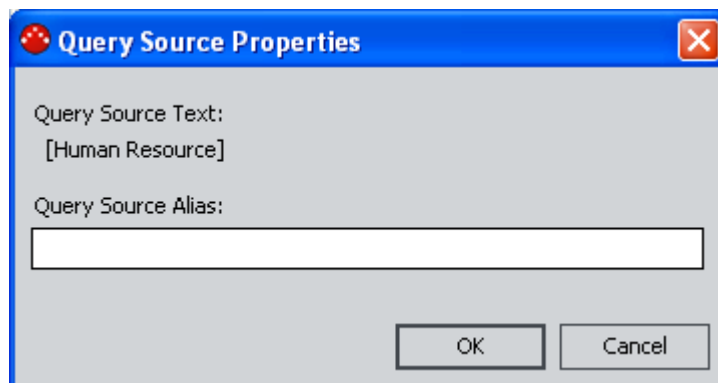 Query Source Properties
Query Source Text:
[Human Resource]
Query Source Alias:
OK Cancel